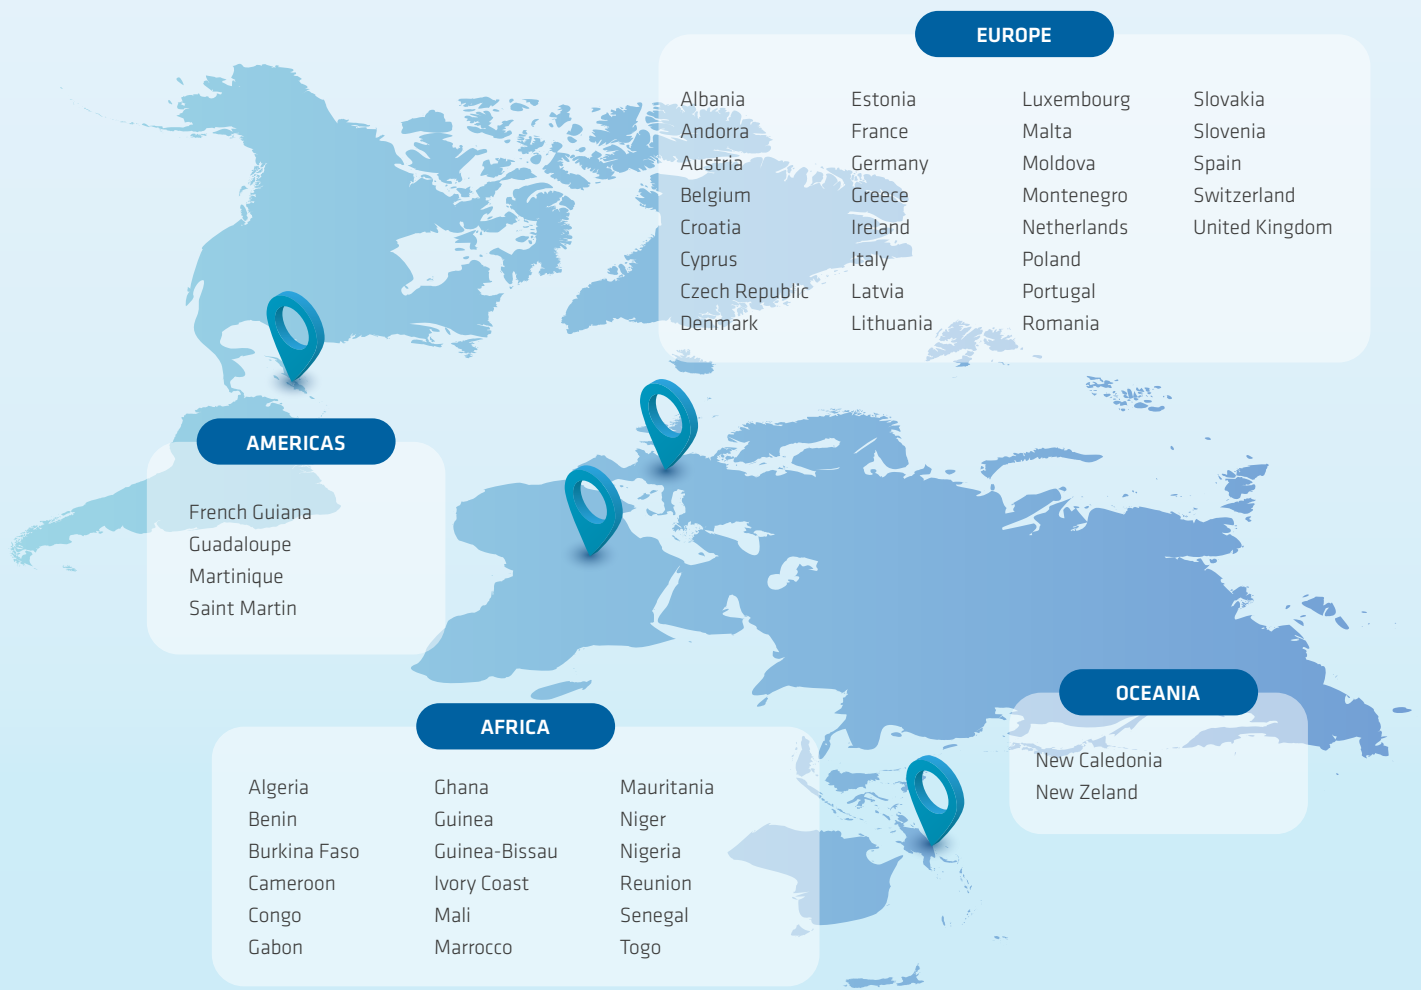 EUROPE
Albania
Andorra
Austria
Belgium
Croatia
Cyprus
Czech Republic
Denmark
Estonia
France
Germany
Greece
Ireland
Italy
Latvia
Lithuania
Luxembourg
Malta
Moldova
Montenegro
Netherlands
Poland
Portugal
Romania
Slovakia
Slovenia
Spain
Switzerland
United Kingdom
AMERICAS
French Guiana
Guadaloupe
Martinique
Saint Martin
OCEANIA
New Caledonia
New Zeland
AFRICA
Algeria
Benin
Burkina Faso
Cameroon
Congo
Gabon
Ghana
Guinea
Guinea-Bissau
Ivory Coast
Mali
Marrocco
Mauritania
Niger
Nigeria
Reunion
Senegal
Togo